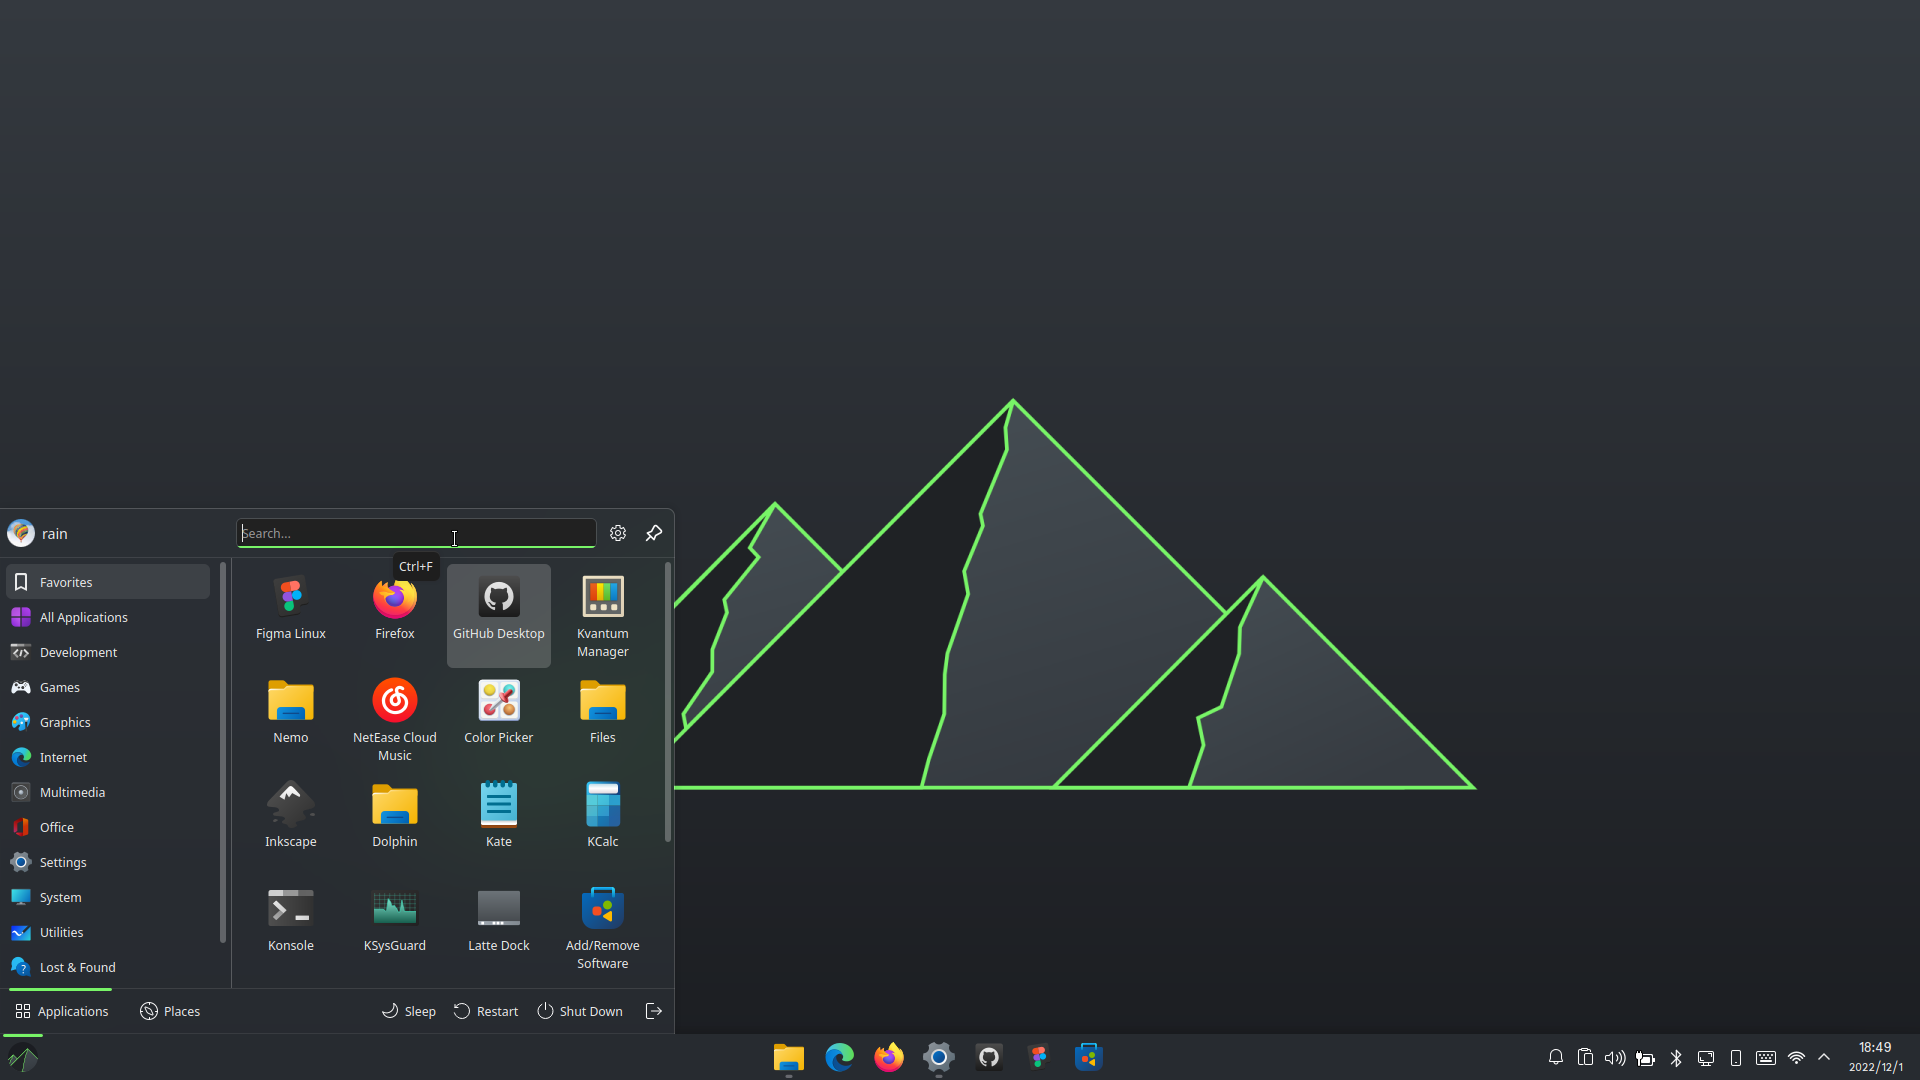 rain
Search...
Ctrl+F
Favorites
All Applications
Development
Games
Graphics
Internet
Multimedia
Office
Settings
System
Utilities
Lost & Found
Figma Linux
Firefox
GitHub Desktop
Kvantum
Manager
Nemo
NetEase Cloud
Music
Color Picker
Files
Inkscape
Dolphin
Kate
KCalc
Konsole
KSysGuard
Latte Dock
Add/Remove
Software
Applications
Places
Sleep
Restart
Shut Down
18:49
2022/12/1